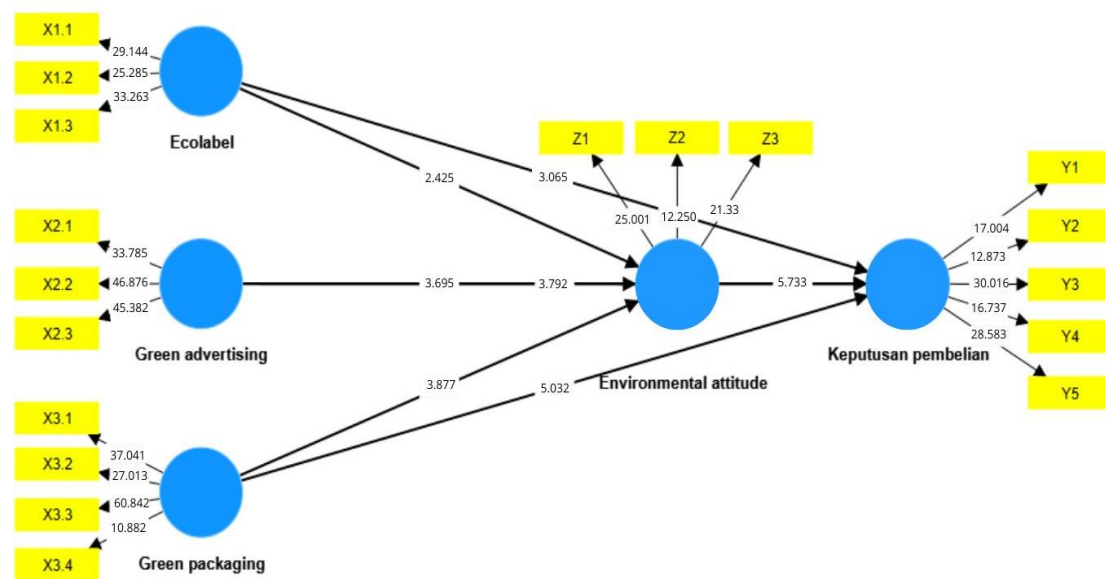 X1.1
29.144
X1.2
25.285
X1.3
33.263
Ecolabel
2.425
3.065
Z1
Z2
Z3
25.001
12.250
21.33
Y1
17.004
Y2
12.873
Y3
30.016
Y4
16.737
Y5
28.583
X2.1
33.785
X2.2
46.876
X2.3
45.382
Green advertising
3.695
3.792
5.733
Environmental attitude
Keputusan pembelian
3.877
5.032
X3.1
37.041
X3.2
27.013
X3.3
60.842
X3.4
10.882
Green packaging